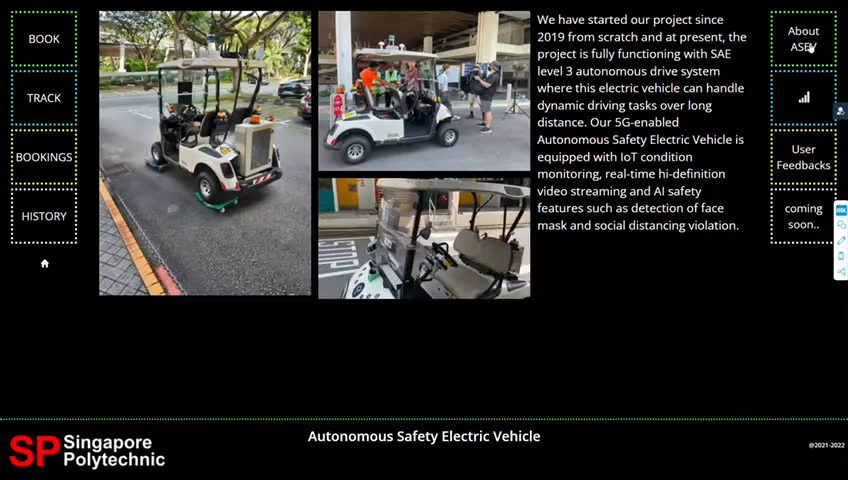 BOOK
TRACK
BOOKINGS
HISTORY
STOP
We have started our project since
2019 from scratch and at present, the
project is fully functioning with SAE
level 3 autonomous drive system
where this electric vehicle can handle
dynamic driving tasks over long
distance. Our 5G-enabled
Autonomous Safety Electric Vehicle is
equipped with IoT condition
monitoring, real-time hi-definition
video streaming and AI safety
features such as detection of face
mask and social distancing violation.
About
ASEV
User
Feedbacks
coming
soon..
SP Singapore
Polytechnic
Autonomous Safety Electric Vehicle
@2021-2022